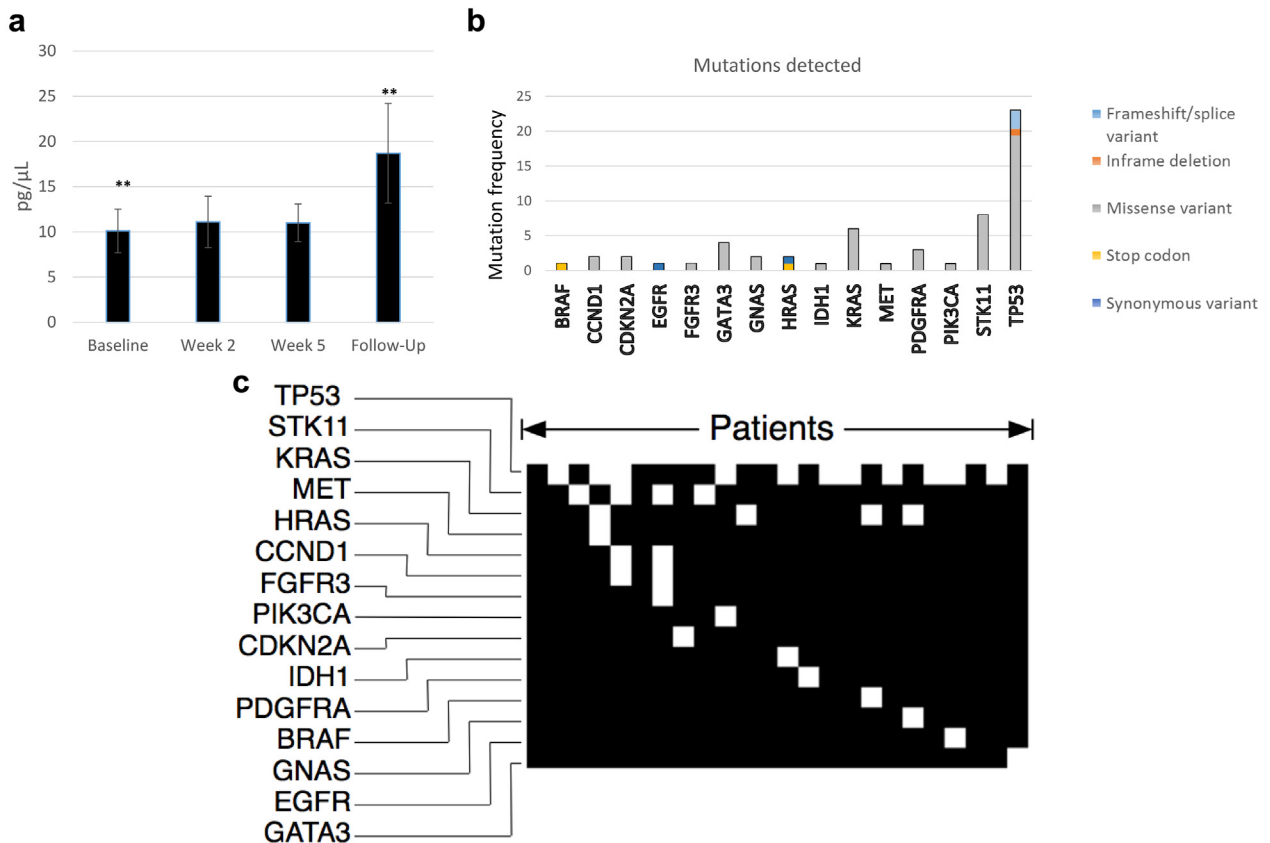 a
30
25
20
15
10
5
0
pg/µL
**
**
Baseline
Week 2
Week 5
Follow-Up
b
Mutations detected
Mutation frequency
25
20
15
10
5
0
BRAF
CCND1
CDKN2A
EGFR
FGFR3
GATA3
GNAS
HRAS
IDH1
KRAS
MET
PDGFRA
PIK3CA
STK11
TP53
Frameshift/splice
variant
Inframe deletion
Missense variant
Stop codon
Synonymous variant
c
Patients
TP53
STK11
KRAS
MET
HRAS
CCND1
FGFR3
PIK3CA
CDKN2A
IDH1
PDGFRA
BRAF
GNAS
EGFR
GATA3